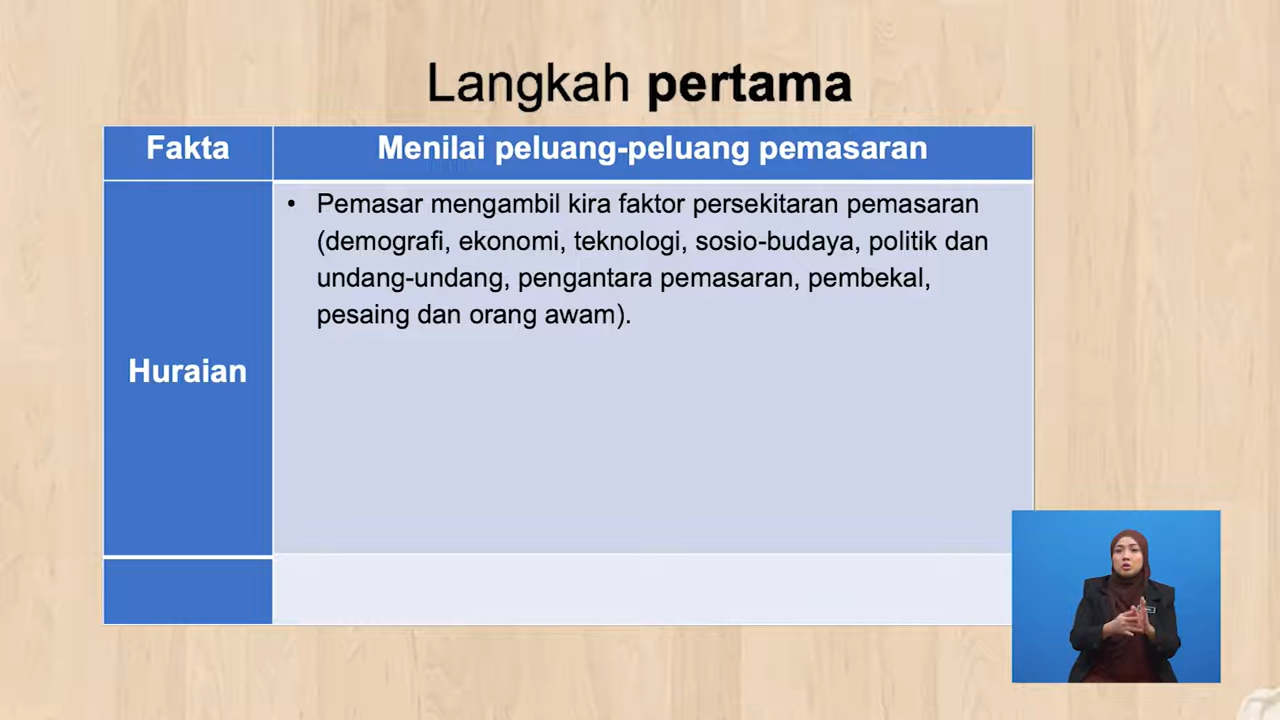 Langkah pertama
Fakta
Menilai peluang-peluang pemasaran
Huraian
• Pemasar mengambil kira faktor persekitaran pemasaran
(demografi, ekonomi, teknologi, sosio-budaya, politik dan
undang-undang, pengantara pemasaran, pembekal,
pesaing dan orang awam).